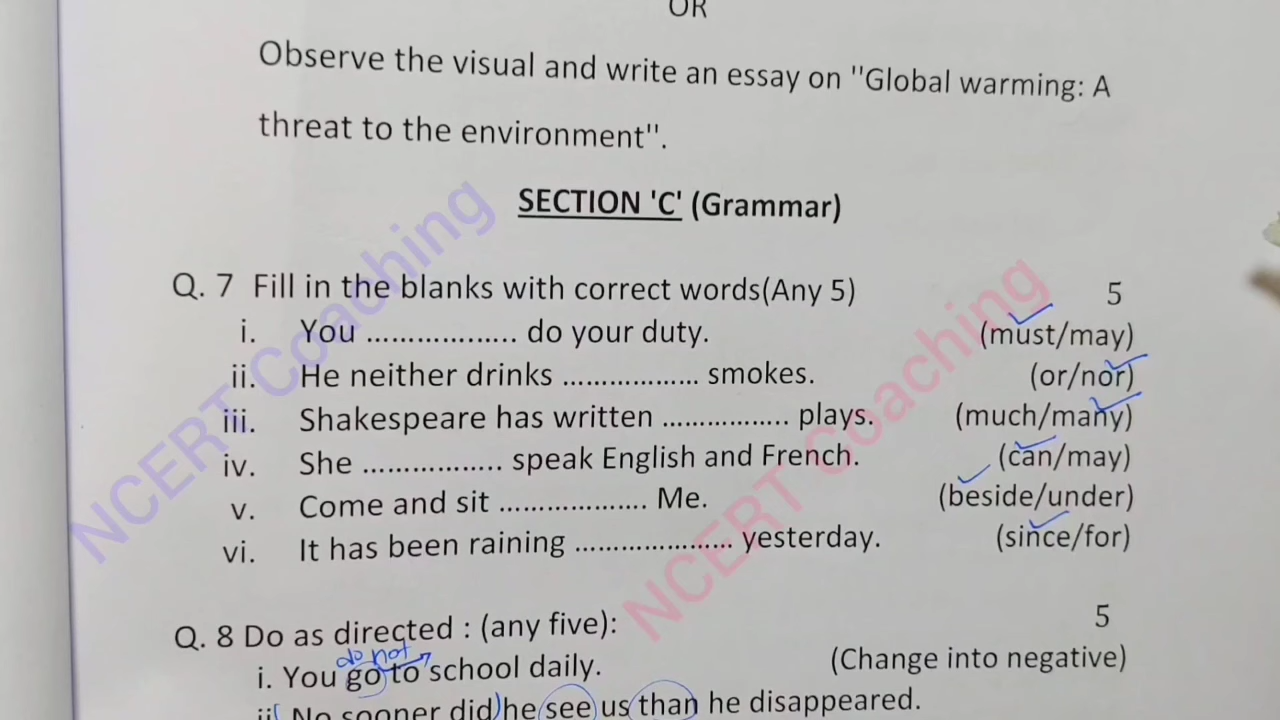 OR
Observe the visual and write an essay on "Global warming: A
threat to the environment".
SECTION 'C' (Grammar)
Q. 7 Fill in the blanks with correct words(Any 5) 5
i. You .................... do your duty. (must/may)
ii. He neither drinks .................. smokes. (or/nor)
iii. Shakespeare has written ................ plays. (much/many)
iv. She .................. speak English and French. (can/may)
v. Come and sit ................... Me. (beside/under)
vi. It has been raining .................... yesterday. (since/for)
Q. 8 Do as directed : (any five): 5
do not
i. You go to school daily. (Change into negative)
ii. No sooner did he see us than he disappeared.
NCERT Coaching
NCERT Coaching